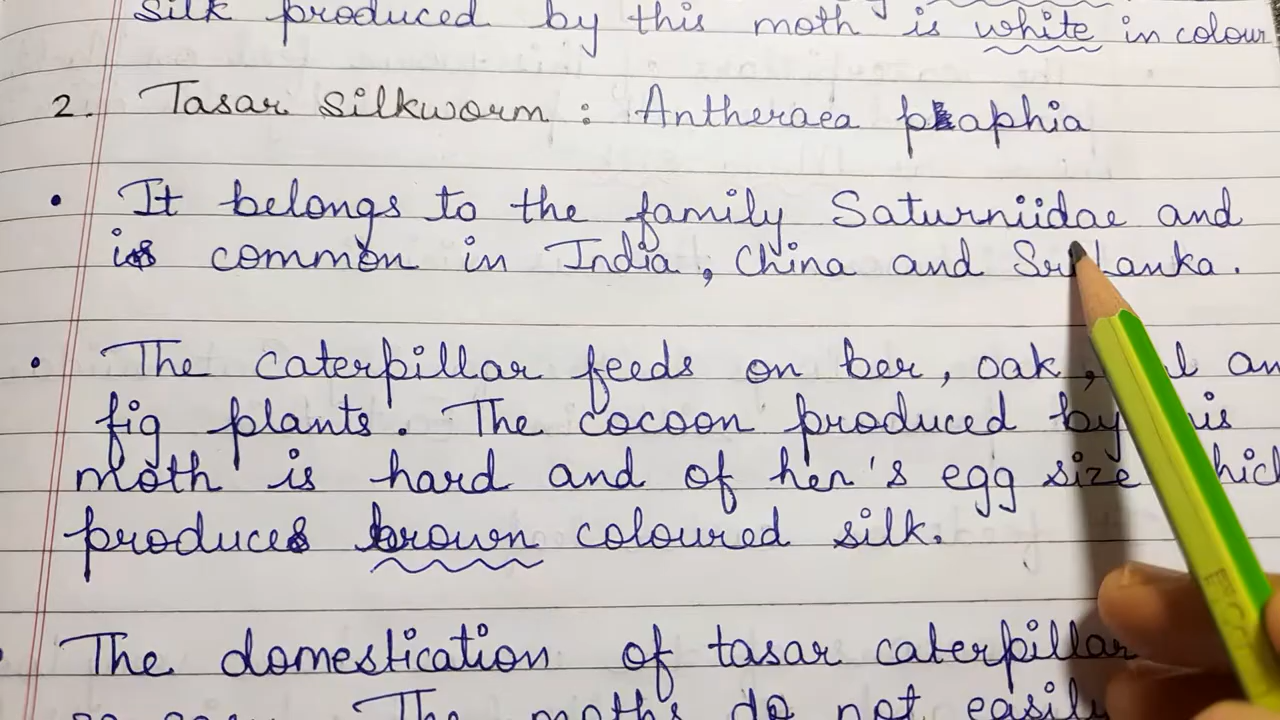 silk produced by this moth is white in colour
2. Tasar silkworm : Antheraea paphia
• It belongs to the family Saturniidae and
is common in India, China and Sri Lanka.
• The caterpillar feeds on ber, oak,
fig plants. The cocoon produced by
moth is hard and of hen's egg size
produces brown coloured silk.
The domestication of tasar caterpillar
The moths do not easily